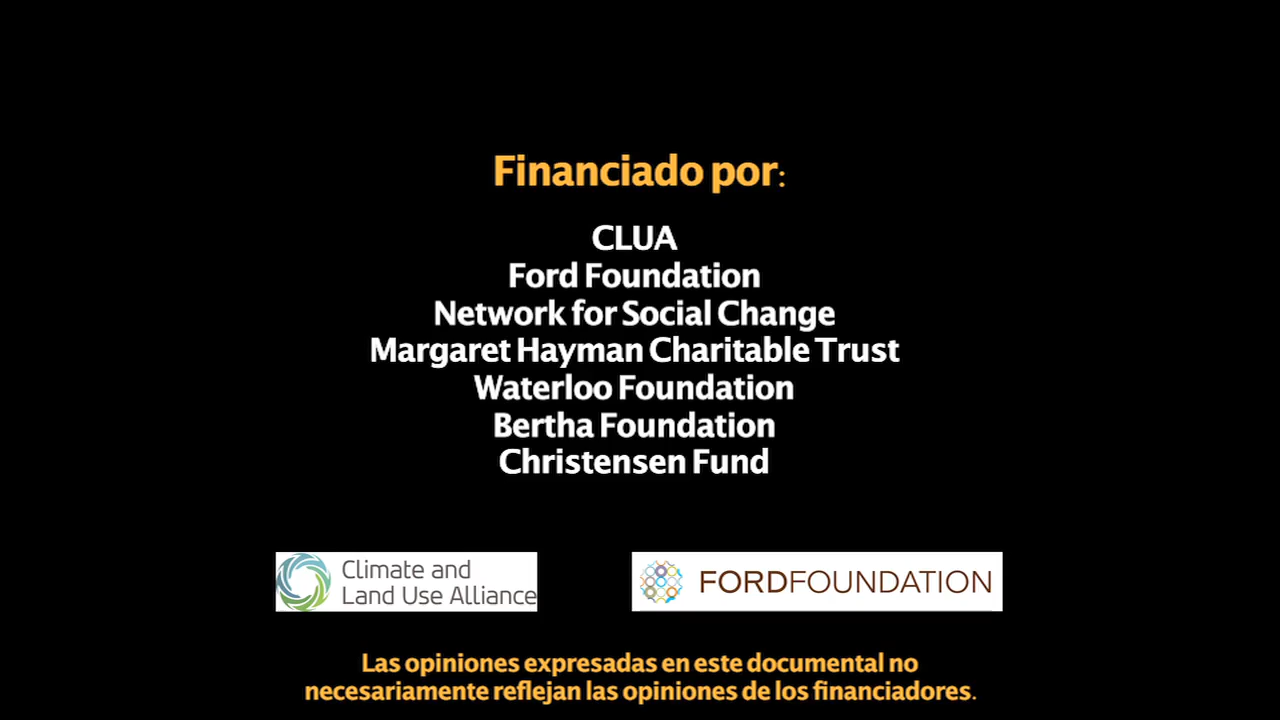 Financiado por:
CLUA
Ford Foundation
Network for Social Change
Margaret Hayman Charitable Trust
Waterloo Foundation
Bertha Foundation
Christensen Fund
Climate and
Land Use Alliance
FORDFOUNDATION
Las opiniones expresadas en este documental no
necesariamente reflejan las opiniones de los financiadores.